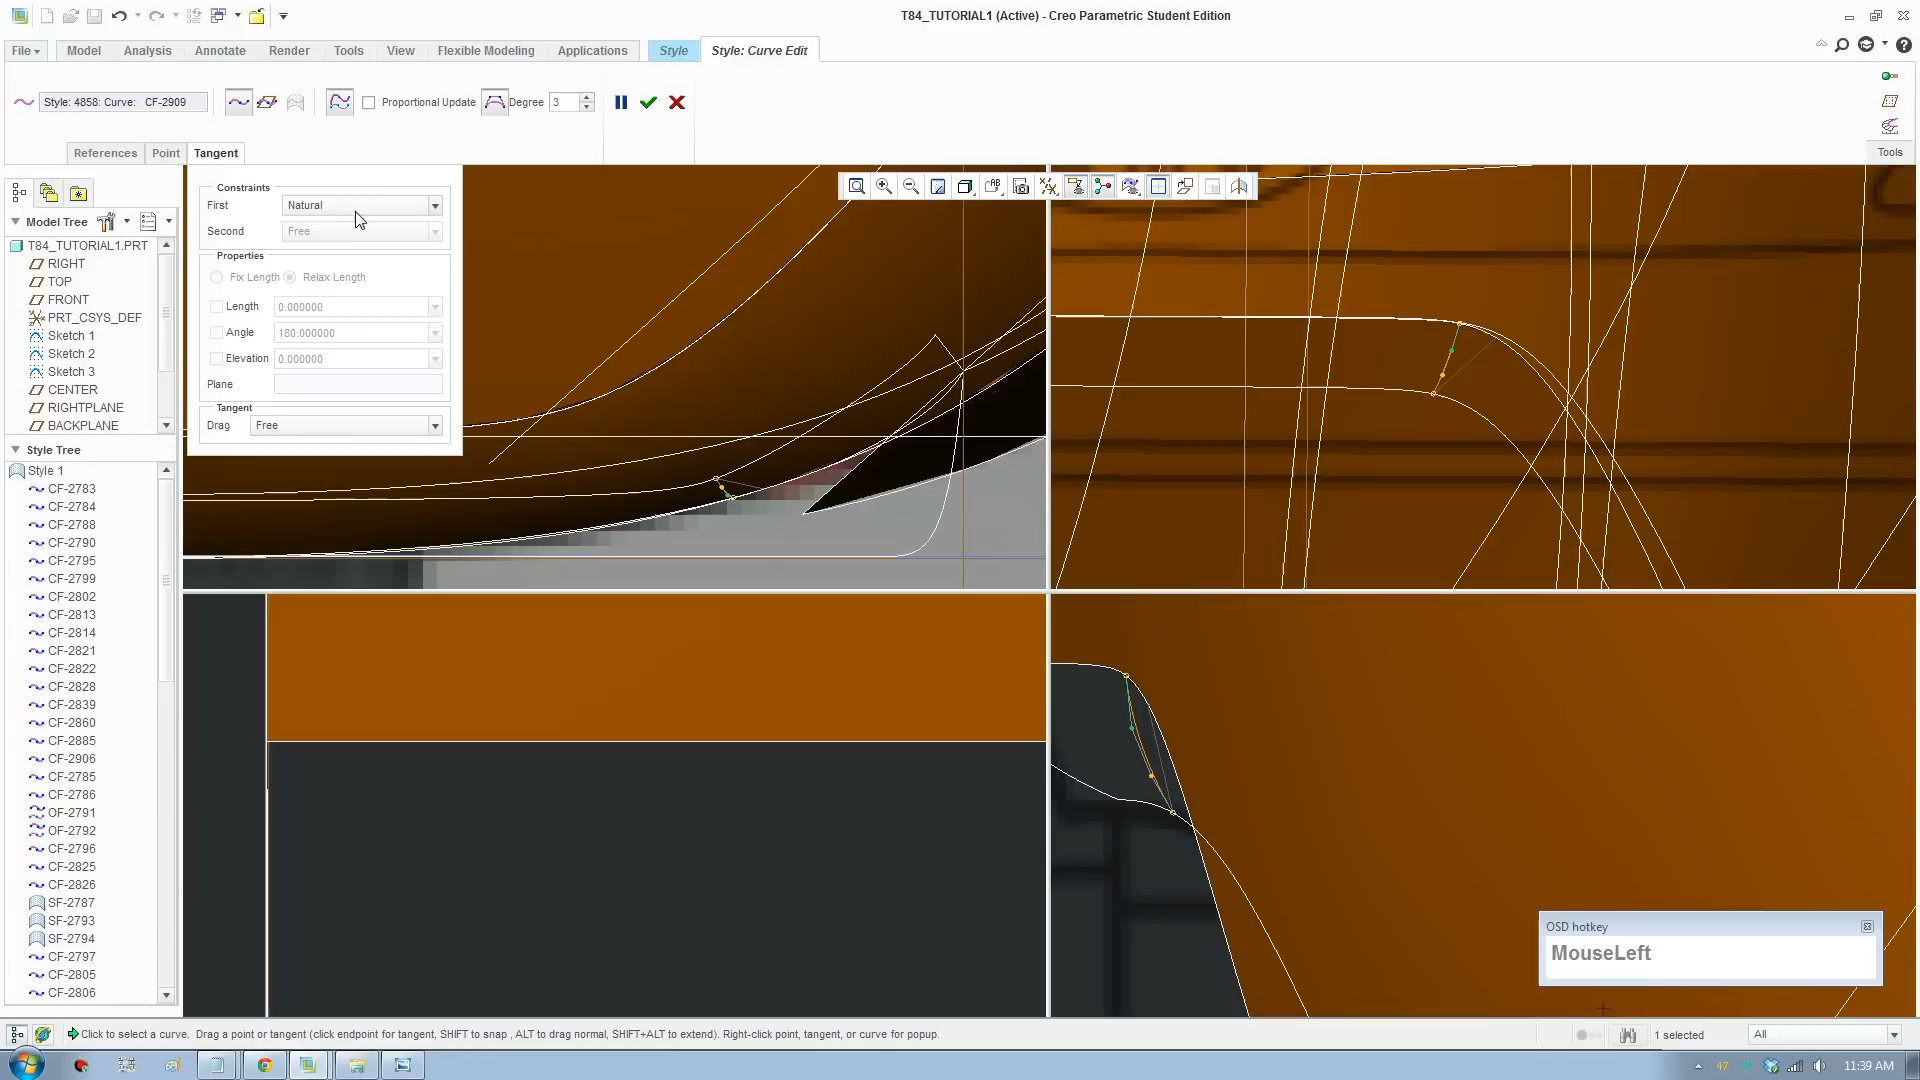 T84_TUTORIAL1 (Active) - Creo Parametric Student Edition
File
Model
Analysis
Annotate
Render
Tools
View
Flexible Modeling
Applications
Style
Style: Curve Edit
Style: 4858: Curve: CF-2909
Proportional Update
Degree
3
References
Point
Tangent
Tools
Constraints
First
Natural
Second
Free
Properties
Fix Length
Relax Length
Length
0.000000
Angle
180.000000
Elevation
0.000000
Plane
Tangent
Drag
Free
Model Tree
T84_TUTORIAL1.PRT
RIGHT
TOP
FRONT
PRT_CSYS_DEF
Sketch 1
Sketch 2
Sketch 3
CENTER
RIGHTPLANE
BACKPLANE
Style Tree
Style 1
CF-2783
CF-2784
CF-2788
CF-2790
CF-2795
CF-2799
CF-2802
CF-2813
CF-2814
CF-2821
CF-2822
CF-2828
CF-2839
CF-2860
CF-2885
CF-2906
CF-2785
CF-2786
OF-2791
OF-2792
CF-2796
CF-2825
CF-2826
SF-2787
SF-2793
SF-2794
CF-2797
CF-2805
CF-2806
OSD hotkey
MouseLeft
Click to select a curve. Drag a point or tangent (click endpoint for tangent, SHIFT to snap , ALT to drag normal, SHIFT+ALT to extend). Right-click point, tangent, or curve for popup.
1 selected
All
47
11:39 AM